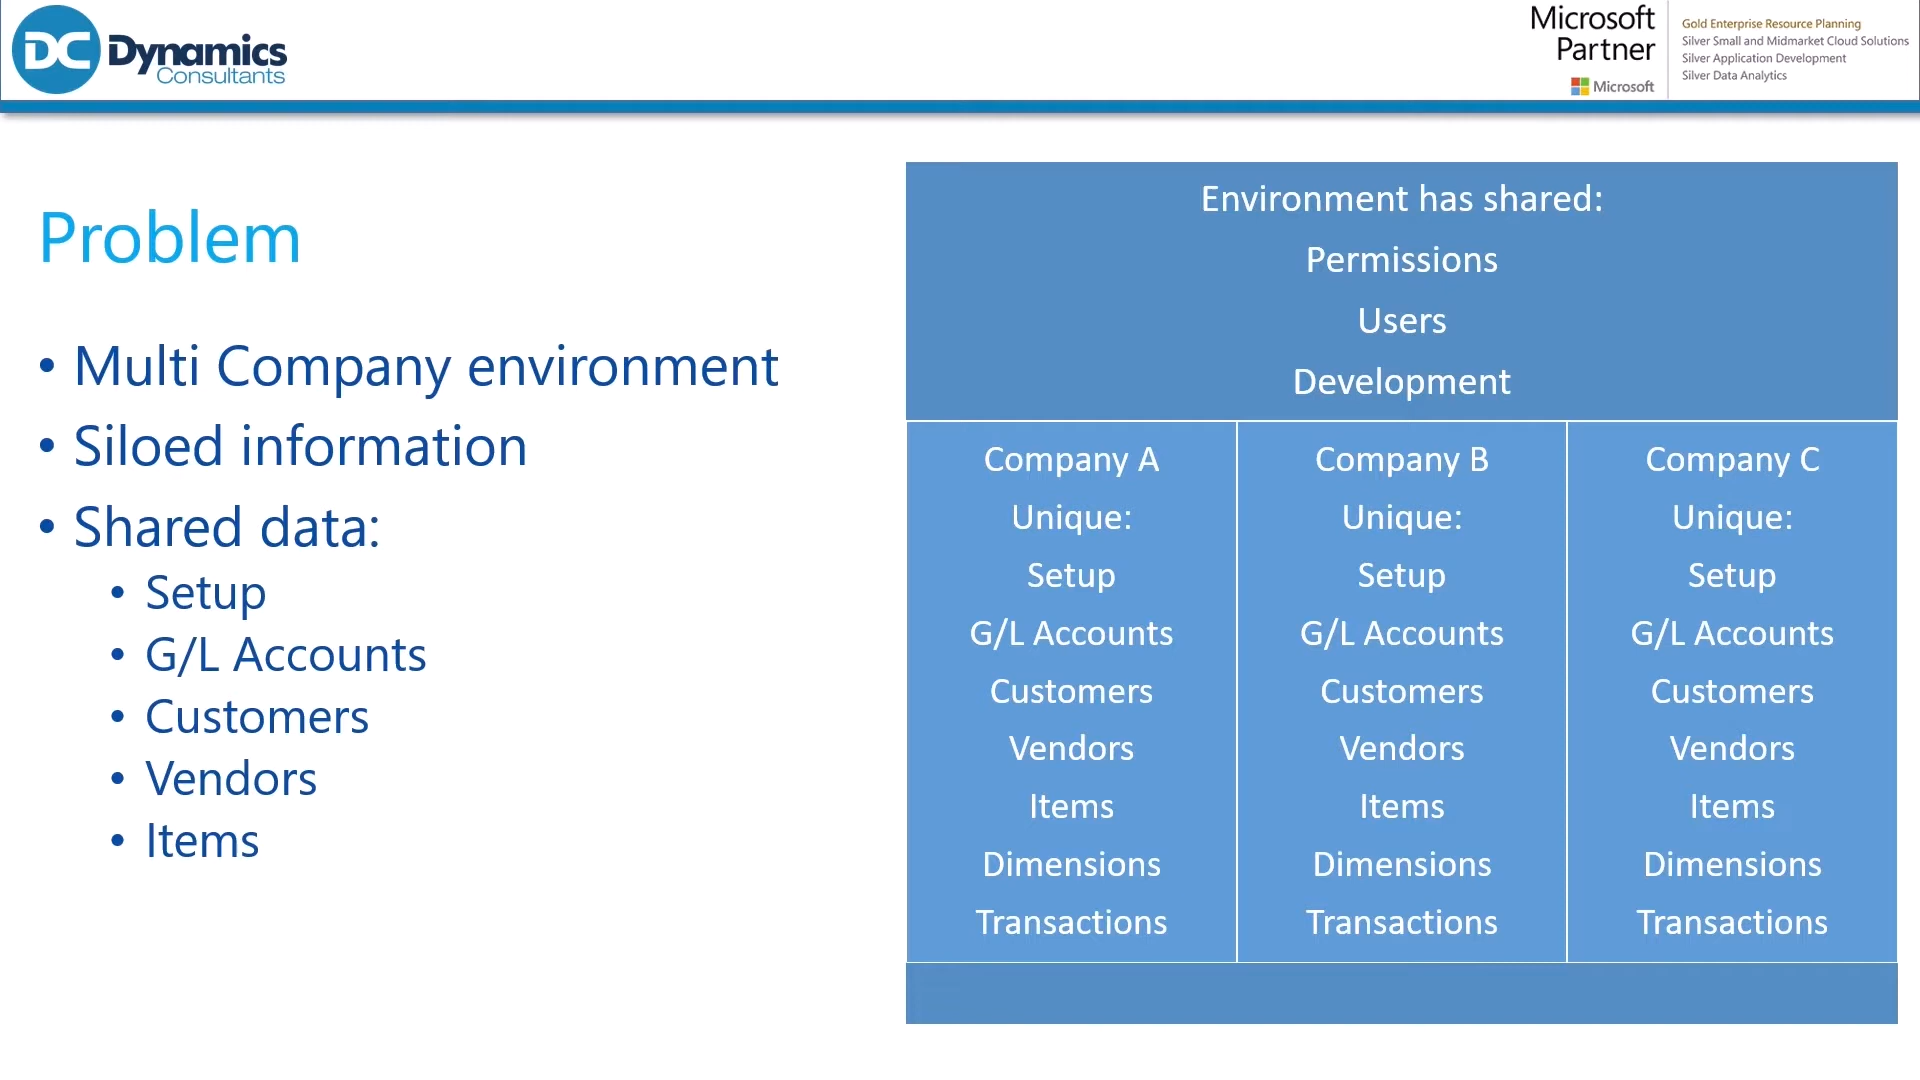 DC Dynamics
Consultants
Microsoft
Partner
Microsoft
Gold Enterprise Resource Planning
Silver Small and Midmarket Cloud Solutions
Silver Application Development
Silver Data Analytics
Problem
• Multi Company environment
• Siloed information
• Shared data:
• Setup
• G/L Accounts
• Customers
• Vendors
• Items
Environment has shared:
Permissions
Users
Development
Company A
Unique:
Setup
G/L Accounts
Customers
Vendors
Items
Dimensions
Transactions
Company B
Unique:
Setup
G/L Accounts
Customers
Vendors
Items
Dimensions
Transactions
Company C
Unique:
Setup
G/L Accounts
Customers
Vendors
Items
Dimensions
Transactions